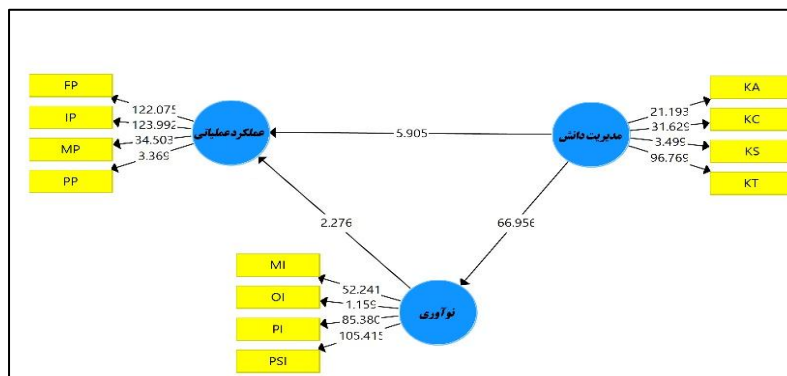 FP
IP
MP
PP
122.075
123.992
34.503
3.369
عملکرد عملیاتی
5.905
مدیریت دانش
21.193
31.629
3.499
96.769
KA
KC
KS
KT
2.276
66.956
MI
OI
PI
PSI
52.241
1.159
85.380
105.415
نوآوری